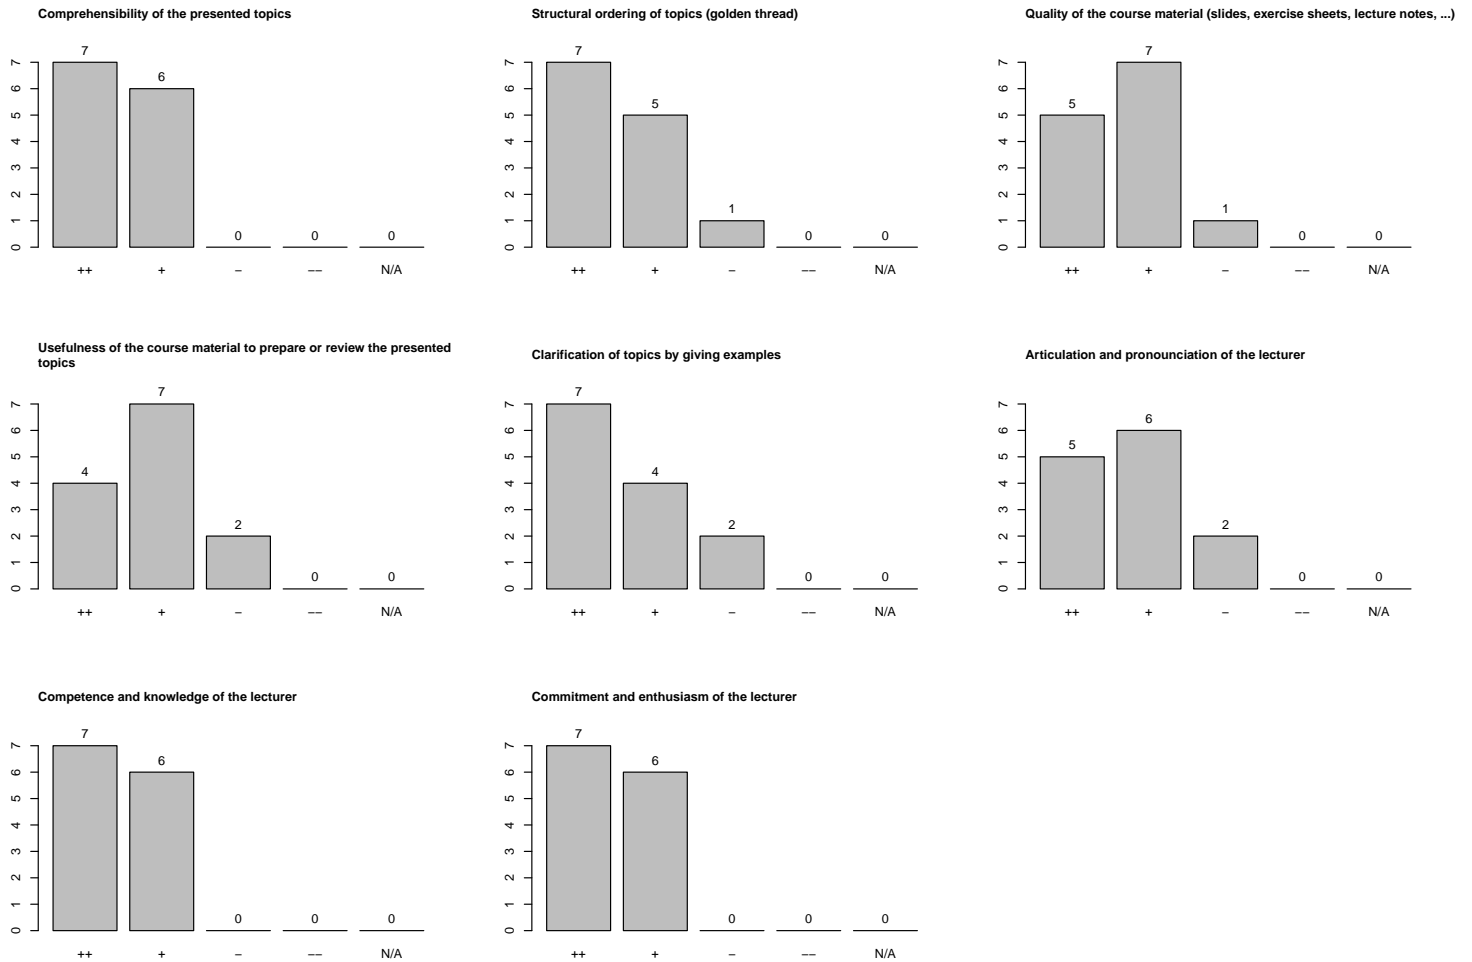 Comprehensibility of the presented topics
7
6
0
0
0
0 1 2 3 4 5 6 7
++ + – –– N/A
Structural ordering of topics (golden thread)
7
5
1
0
0
0 1 2 3 4 5 6 7
++ + – –– N/A
Quality of the course material (slides, exercise sheets, lecture notes, ...)
5
7
1
0
0
0 1 2 3 4 5 6 7
++ + – –– N/A
Usefulness of the course material to prepare or review the presented
topics
4
7
2
0
0
0 1 2 3 4 5 6 7
++ + – –– N/A
Clarification of topics by giving examples
7
4
2
0
0
0 1 2 3 4 5 6 7
++ + – –– N/A
Articulation and pronounciation of the lecturer
5
6
2
0
0
0 1 2 3 4 5 6 7
++ + – –– N/A
Competence and knowledge of the lecturer
7
6
0
0
0
0 1 2 3 4 5 6 7
++ + – –– N/A
Commitment and enthusiasm of the lecturer
7
6
0
0
0
0 1 2 3 4 5 6 7
++ + – –– N/A